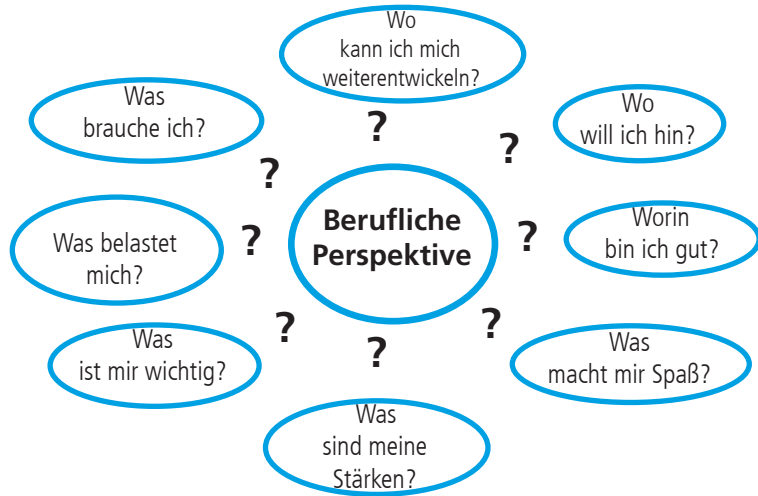 Wo
kann ich mich
weiterentwickeln?
Was
brauche ich?
?
Wo
will ich hin?
?
?
Was belastet
mich?
?
Berufliche
Perspektive
?
Worin
bin ich gut?
Was
ist mir wichtig?
?
?
?
Was
macht mir Spaß?
Was
sind meine
Stärken?